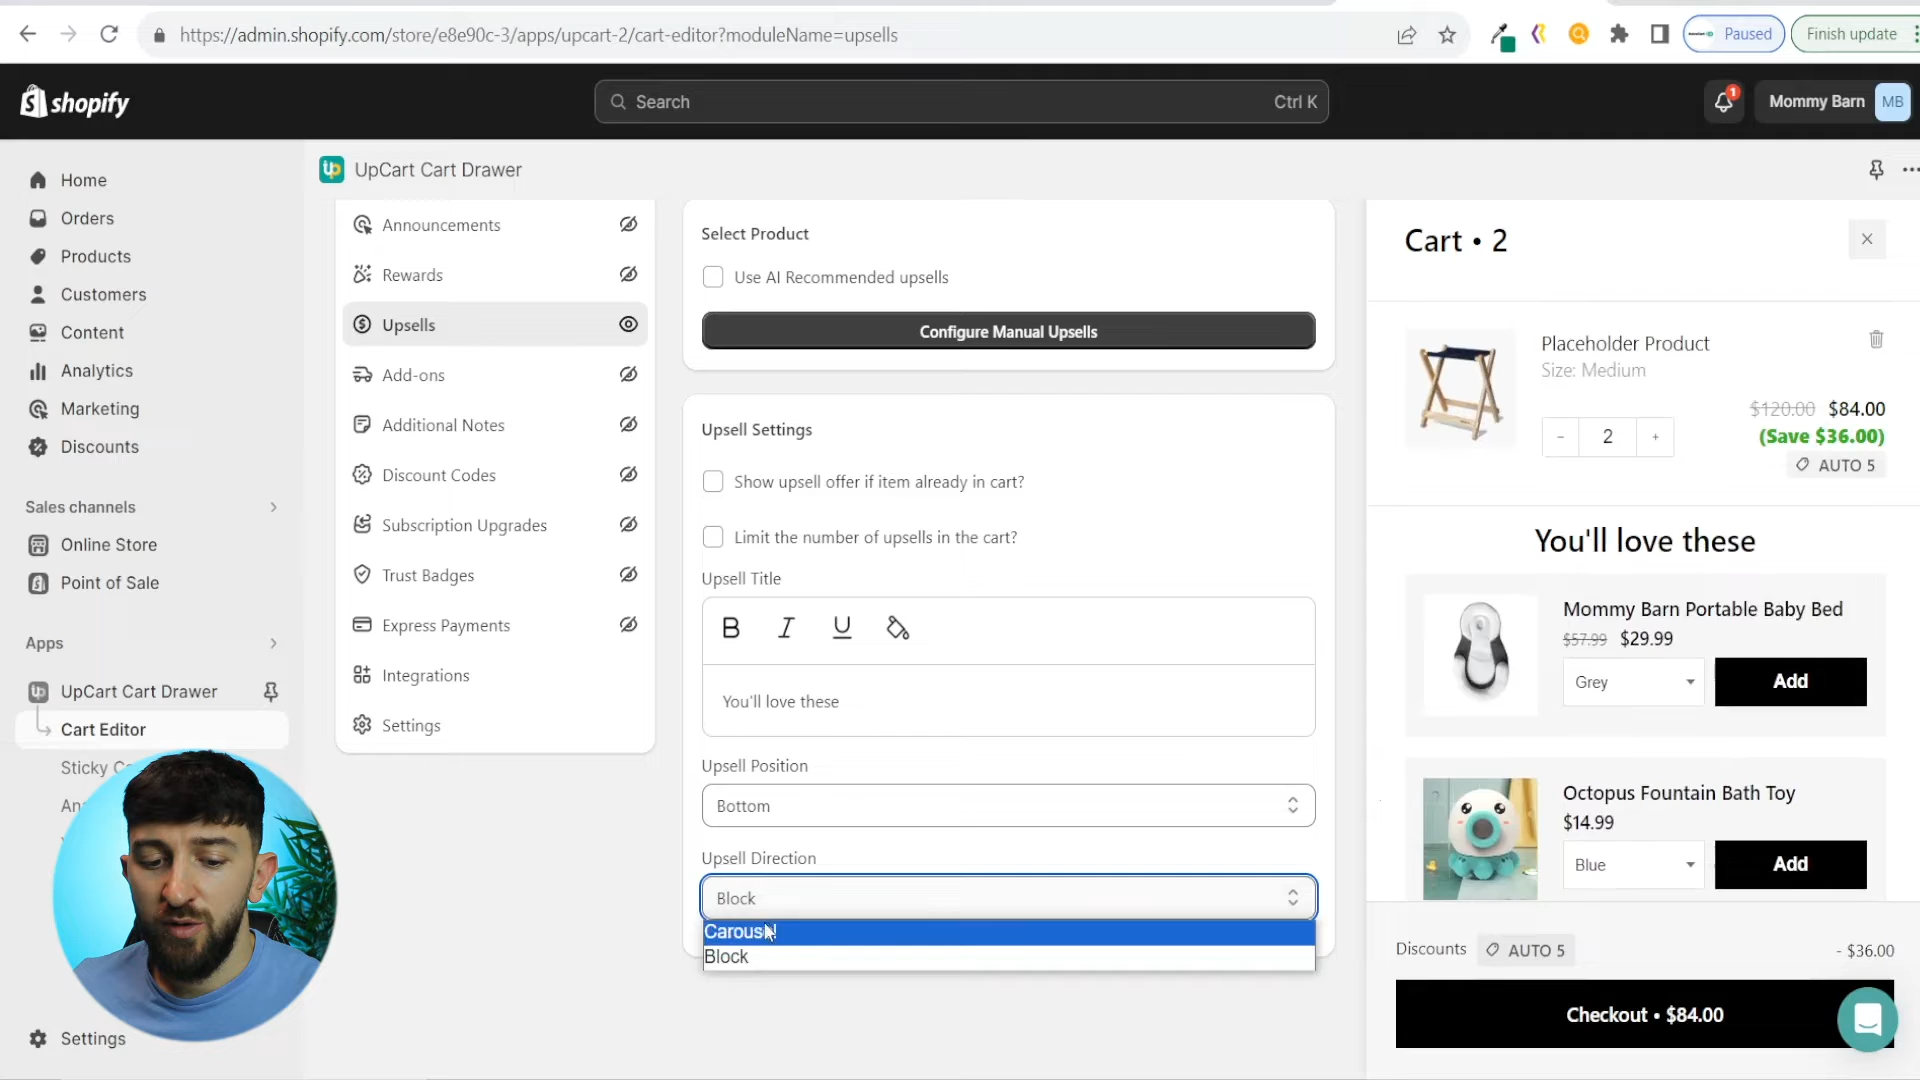 https://admin.shopify.com/store/e8e90c-3/apps/upcart-2/cart-editor?moduleName=upsells
Paused
Finish update
shopify
Search
Ctrl K
1
Mommy Barn
MB
Home
Orders
Products
Customers
Content
Analytics
Marketing
Discounts
Sales channels
Online Store
Point of Sale
Apps
UpCart Cart Drawer
Cart Editor
Sticky C
An
Settings
up
UpCart Cart Drawer
Announcements
Rewards
Upsells
Add-ons
Additional Notes
Discount Codes
Subscription Upgrades
Trust Badges
Express Payments
Integrations
Settings
Select Product
Use AI Recommended upsells
Configure Manual Upsells
Upsell Settings
Show upsell offer if item already in cart?
Limit the number of upsells in the cart?
Upsell Title
B I U
You'll love these
Upsell Position
Bottom
Upsell Direction
Block
Carousel
Block
Cart • 2
Placeholder Product
Size: Medium
$120.00 $84.00
- 2 +
(Save $36.00)
AUTO 5
You'll love these
Mommy Barn Portable Baby Bed
$57.99 $29.99
Grey
Add
Octopus Fountain Bath Toy
$14.99
Blue
Add
Discounts
AUTO 5
- $36.00
Checkout • $84.00